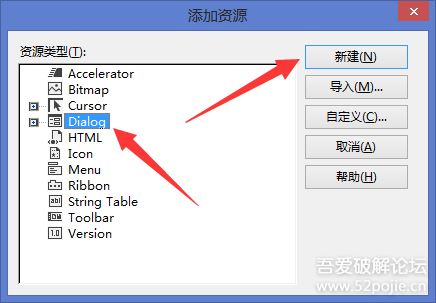 添加资源
资源类型(T):
Accelerator
Bitmap
Cursor
Dialog
HTML
Icon
Menu
Ribbon
String Table
Toolbar
Version
新建(N)
导入(M)...
自定义(C)...
取消(A)
帮助(H)
吾爱破解论坛
www.52pojie.cn